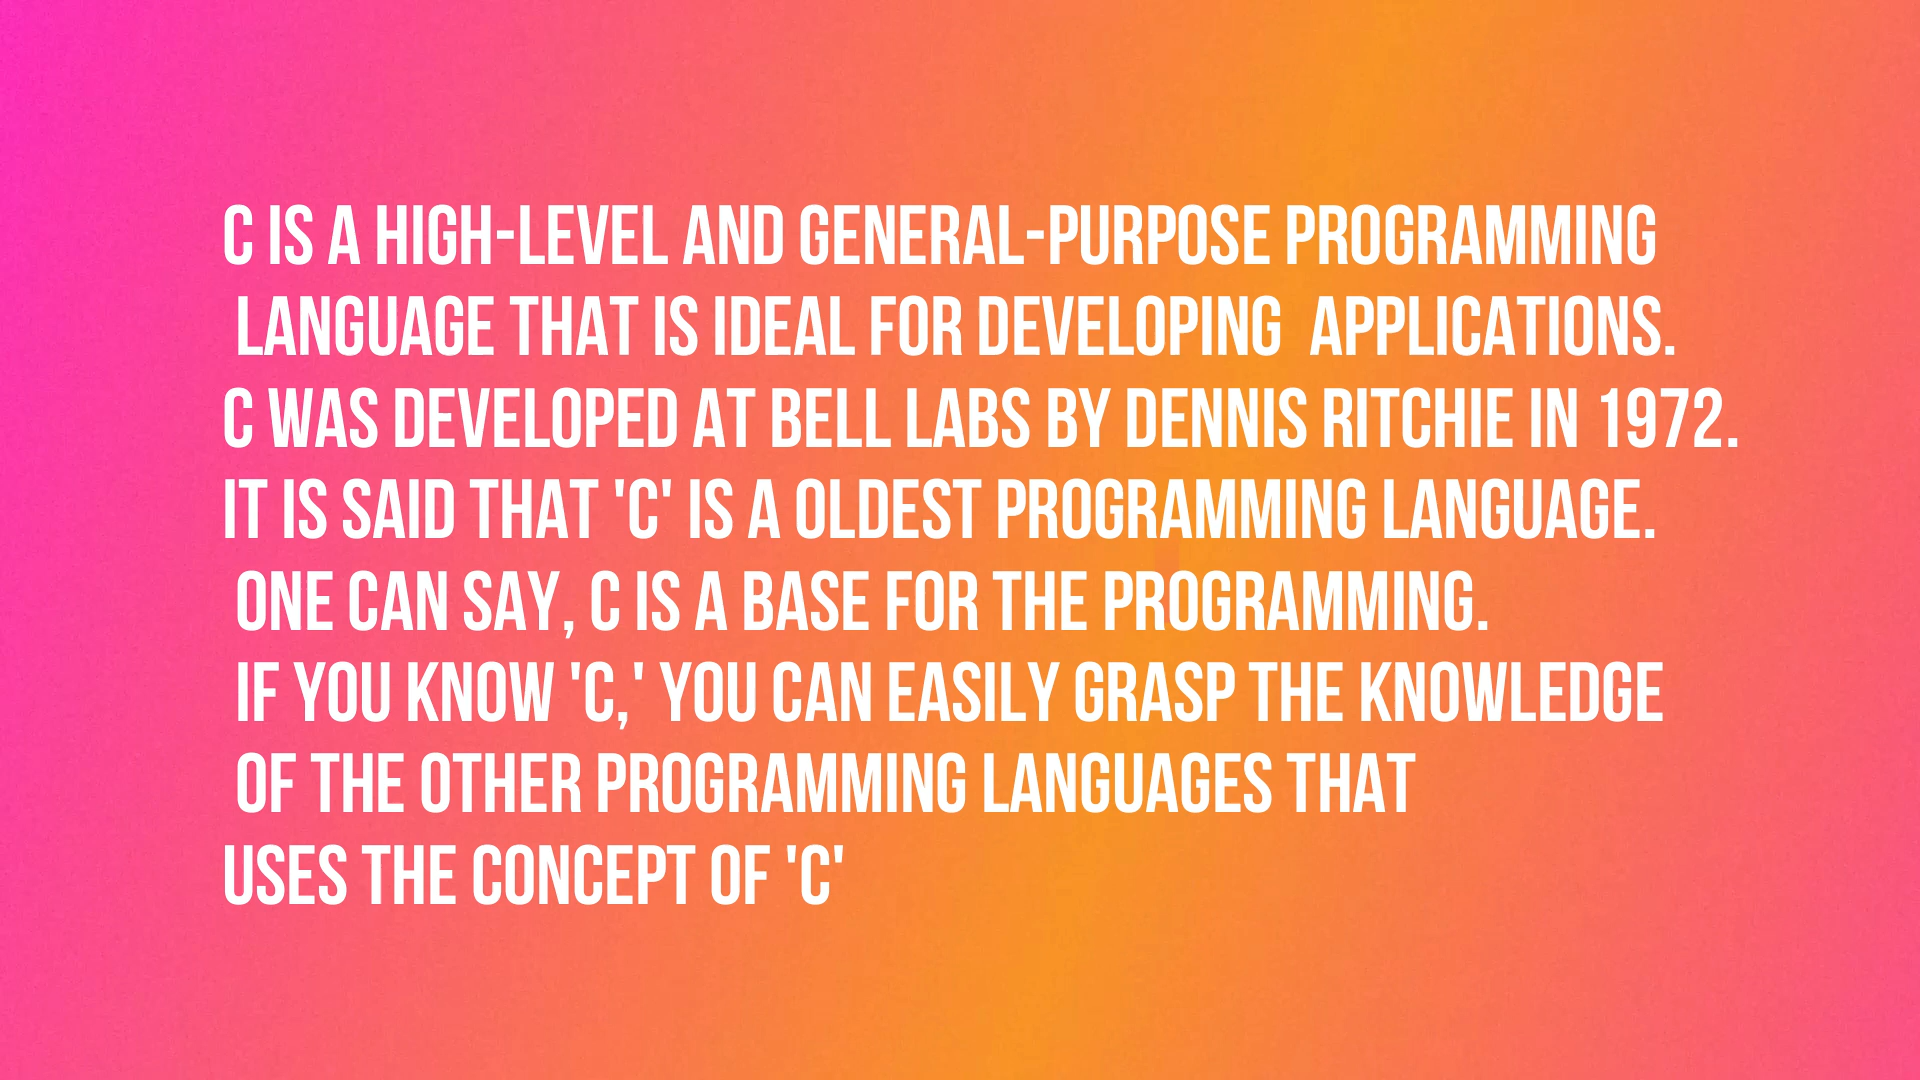 C IS A HIGH-LEVEL AND GENERAL-PURPOSE PROGRAMMING
LANGUAGE THAT IS IDEAL FOR DEVELOPING  APPLICATIONS.
C WAS DEVELOPED AT BELL LABS BY DENNIS RITCHIE IN 1972.
IT IS SAID THAT 'C' IS A OLDEST PROGRAMMING LANGUAGE.
ONE CAN SAY, C IS A BASE FOR THE PROGRAMMING.
IF YOU KNOW 'C,' YOU CAN EASILY GRASP THE KNOWLEDGE
OF THE OTHER PROGRAMMING LANGUAGES THAT
USES THE CONCEPT OF 'C'